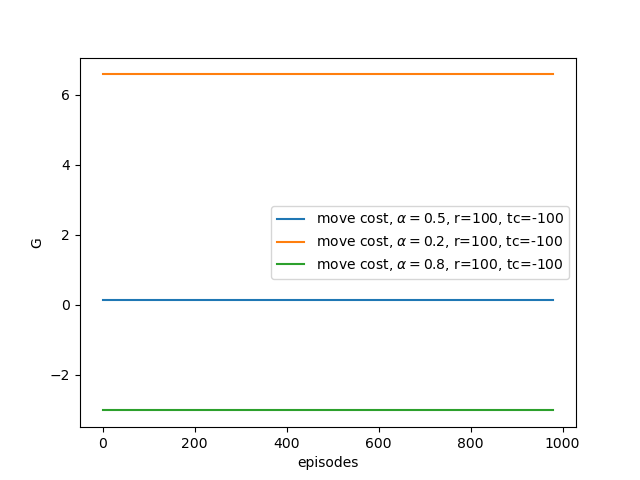 6
4
2
0
−2
G
move cost, α = 0.5, r=100, tc=-100
move cost, α = 0.2, r=100, tc=-100
move cost, α = 0.8, r=100, tc=-100
0 200 400 600 800 1000
episodes